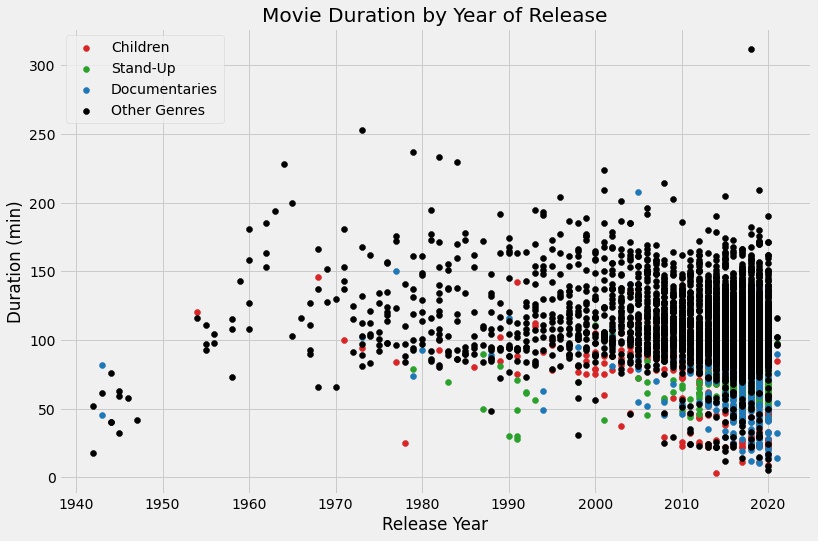 Movie Duration by Year of Release
Children
Stand-Up
Documentaries
Other Genres
300
250
200
150
100
50
0
Duration (min)
1940 1950 1960 1970 1980 1990 2000 2010 2020
Release Year